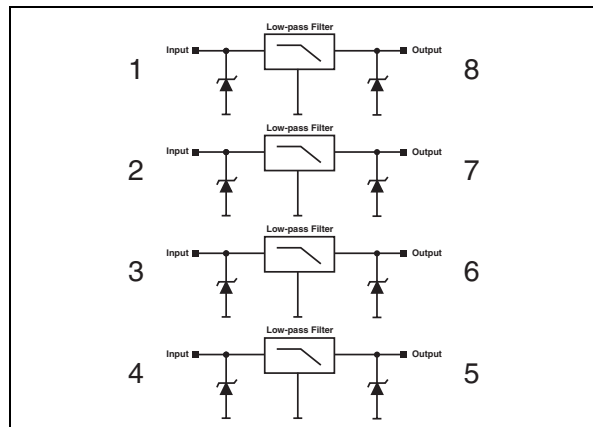 Low-pass Filter
1 Input Output 8
Low-pass Filter
2 Input Output 7
Low-pass Filter
3 Input Output 6
Low-pass Filter
4 Input Output 5